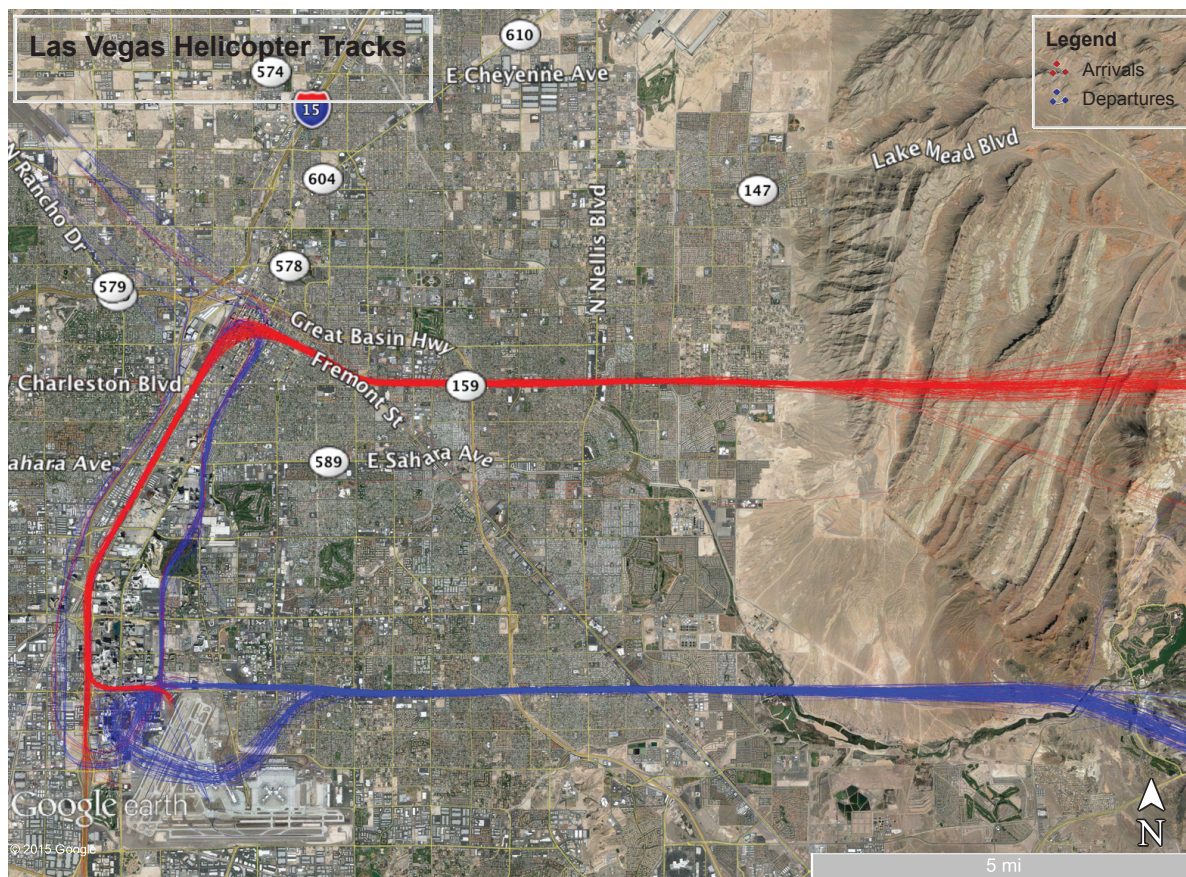 Las Vegas Helicopter Tracks
610
574
E Cheyenne Ave
15
Legend
Arrivals
Departures
Lake Mead Blvd
604
147
N Rancho Dr
N Nellis Blvd
578
579
Great Basin Hwy
Fremont St
Charleston Blvd
159
ahara Ave
589
E Sahara Ave
Google earth
© 2015 Google
N
5 mi